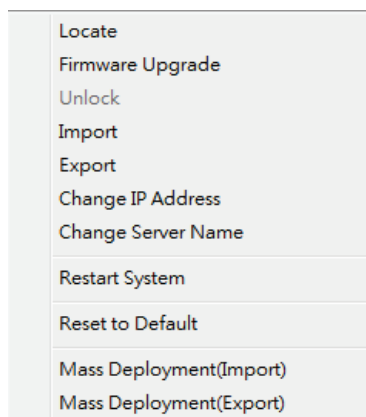 Locate
Firmware Upgrade
Unlock
Import
Export
Change IP Address
Change Server Name
Restart System
Reset to Default
Mass Deployment(Import)
Mass Deployment(Export)